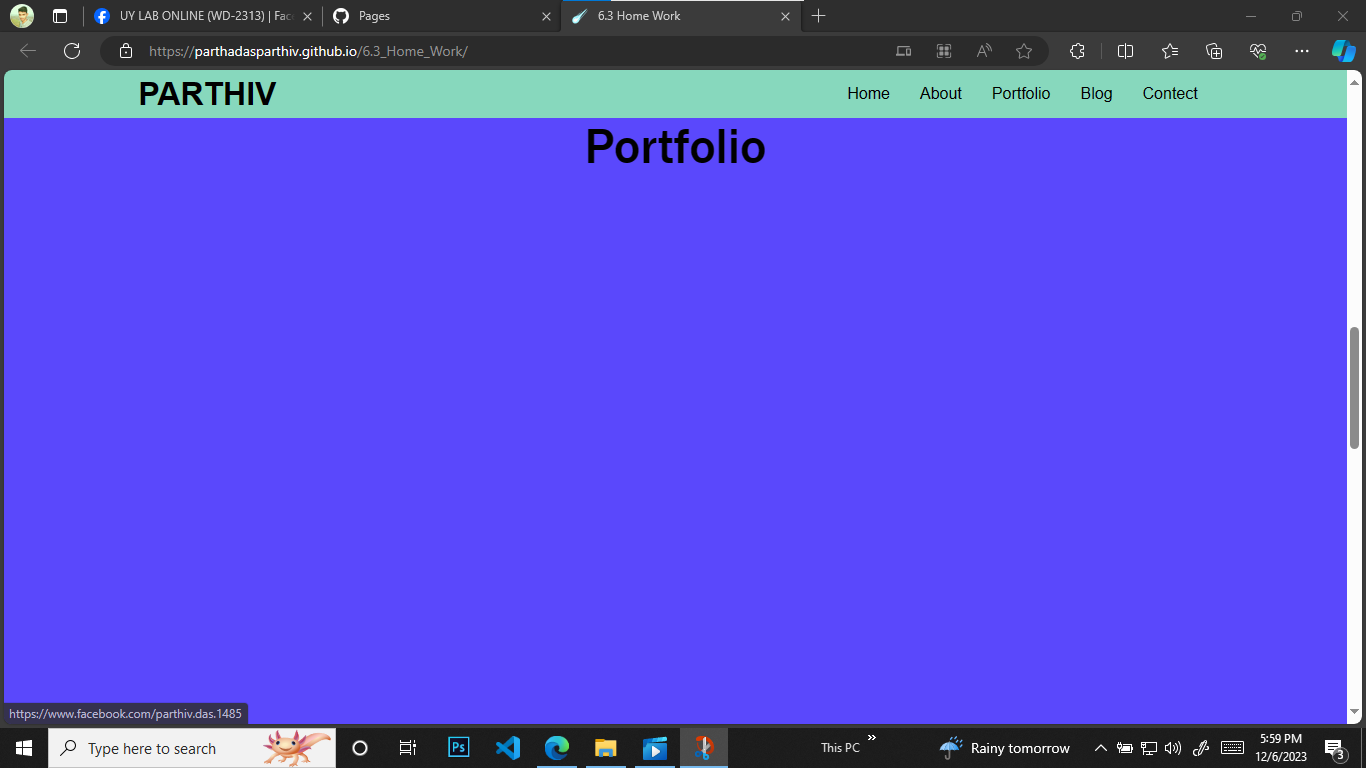 UY LAB ONLINE (WD-2313) | Fac
Pages
6.3 Home Work
https://parthadasparthiv.github.io/6.3_Home_Work/
PARTHIV
Home
About
Portfolio
Blog
Contect
Portfolio
https://www.facebook.com/parthiv.das.1485
Type here to search
Ps
This PC
Rainy tomorrow
5:59 PM
12/6/2023
3